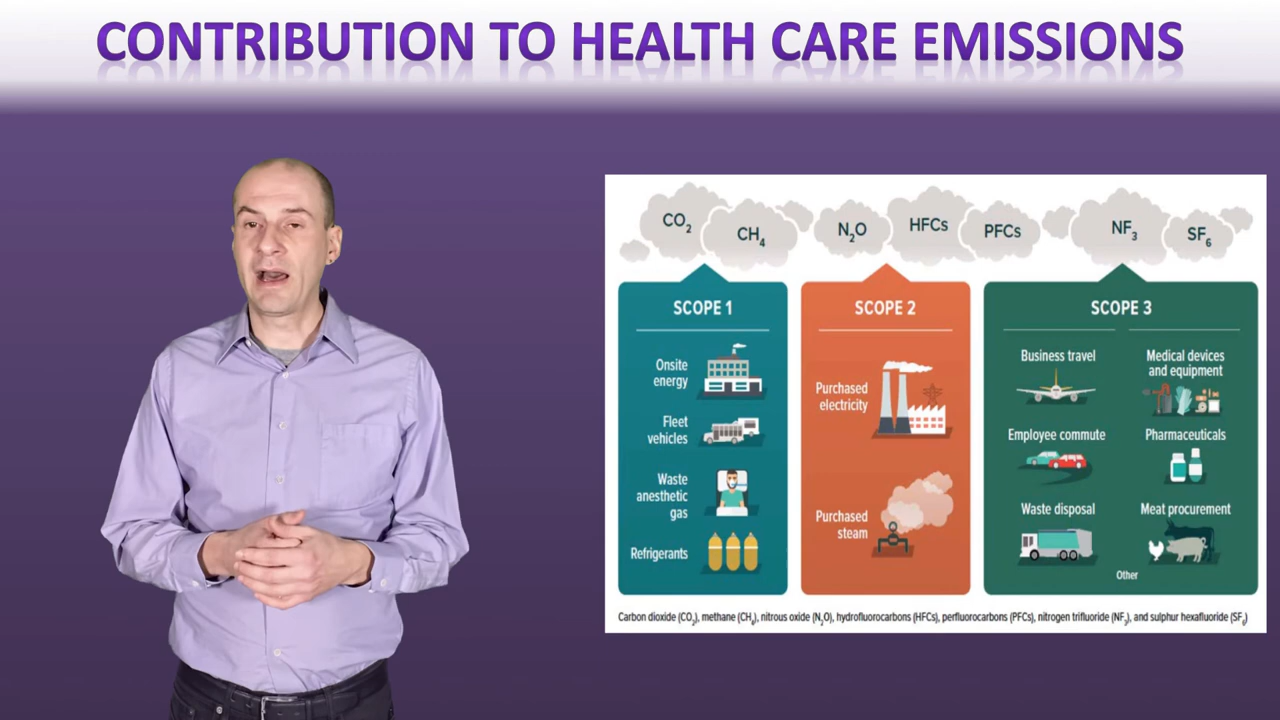 CONTRIBUTION TO HEALTH CARE EMISSIONS
CO₂
CH₄
N₂O
HFCs
PFCs
NF₃
SF₆
SCOPE 1
Onsite
energy
Fleet
vehicles
Waste
anesthetic
gas
Refrigerants
SCOPE 2
Purchased
electricity
Purchased
steam
SCOPE 3
Business travel
Employee commute
Waste disposal
Medical devices
and equipment
Pharmaceuticals
Meat procurement
Other
Carbon dioxide (CO₂), methane (CH₄), nitrous oxide (N₂O), hydrofluorocarbons (HFCs), perfluorocarbons (PFCs), nitrogen trifluoride (NF₃), and sulphur hexafluoride (SF₆)